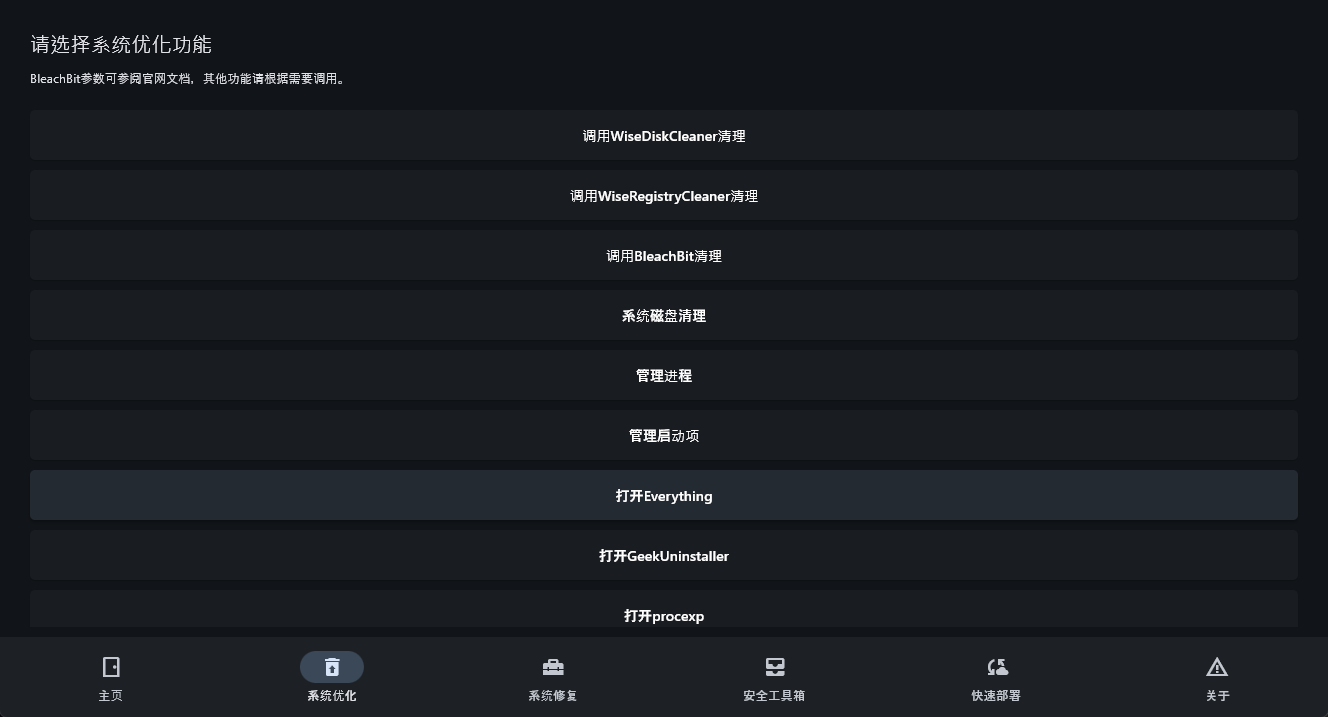 请选择系统优化功能
BleachBit参数可参阅官网文档，其他功能请根据需要调用。
调用WiseDiskCleaner清理
调用WiseRegistryCleaner清理
调用BleachBit清理
系统磁盘清理
管理进程
管理启动项
打开Everything
打开GeekUninstaller
打开procexp
主页
系统优化
系统修复
安全工具箱
快速部署
关于